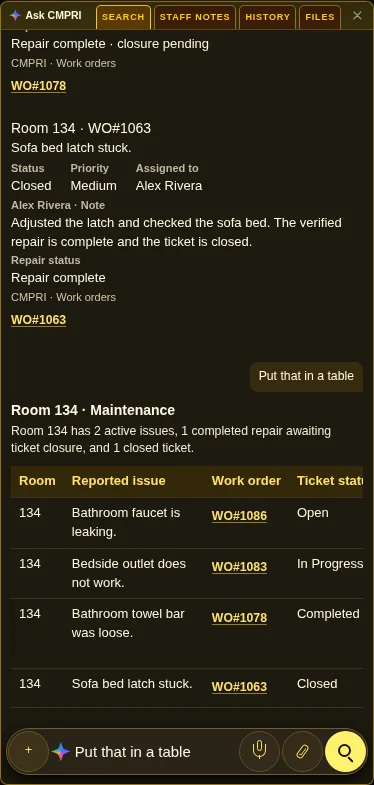 Ask CMPRI
SEARCH
STAFF NOTES
HISTORY
FILES
Repair complete · closure pending
CMPRI · Work orders
WO#1078
Room 134 · WO#1063
Sofa bed latch stuck.
Status Priority Assigned to
Closed Medium Alex Rivera
Alex Rivera · Note
Adjusted the latch and checked the sofa bed. The verified
repair is complete and the ticket is closed.
Repair status
Repair complete
CMPRI · Work orders
WO#1063
Put that in a table
Room 134 · Maintenance
Room 134 has 2 active issues, 1 completed repair awaiting
ticket closure, and 1 closed ticket.
Room Reported issue Work order Ticket statu
134 Bathroom faucet is WO#1086 Open
leaking.
134 Bedside outlet does WO#1083 In Progress
not work.
134 Bathroom towel bar WO#1078 Completed
was loose.
134 Sofa bed latch stuck. WO#1063 Closed
+ Put that in a table